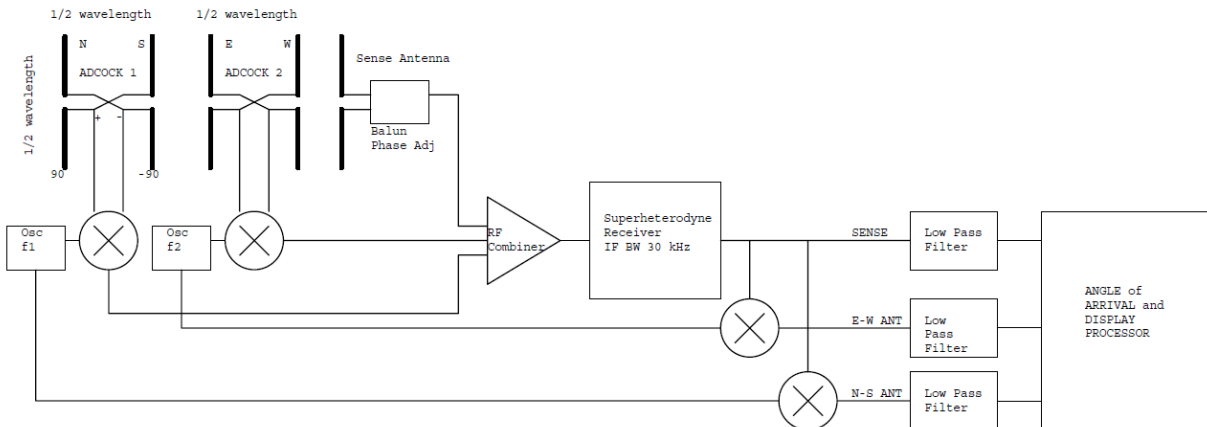 1/2 wavelength
1/2 wavelength
N S
E W
Sense Antenna
ADCOCK 1
ADCOCK 2
1/2 wavelength
+ -
Balun
Phase Adj
90 -90
Osc
f1
Osc
f2
RF
Combiner
Superheterodyne
Receiver
IF BW 30 kHz
SENSE
Low Pass
Filter
E-W ANT
Low
Pass
Filter
N-S ANT
Low Pass
Filter
ANGLE of
ARRIVAL and
DISPLAY
PROCESSOR